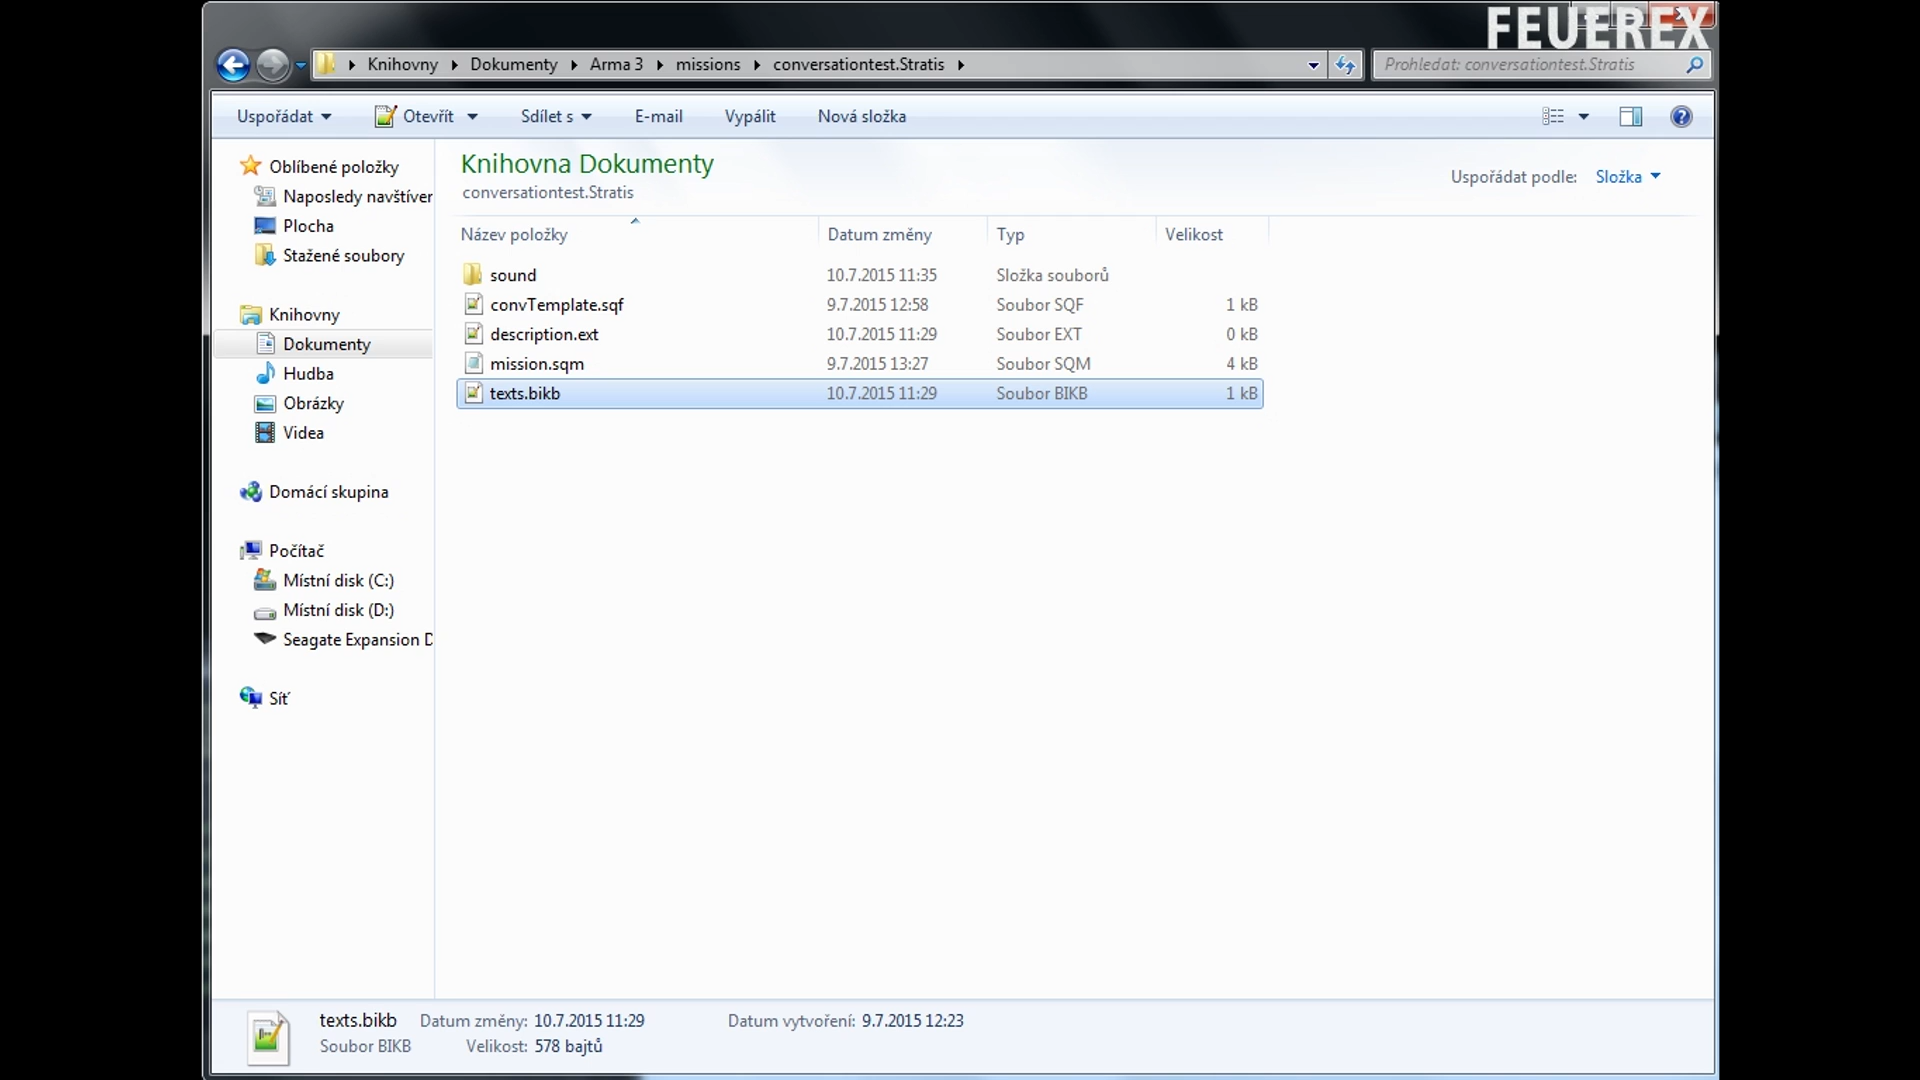 FEUEREX
Knihovny Dokumenty Arma 3 missions conversationtest.Stratis
Prohledat: conversationtest.Stratis
Uspořádat Otevřít Sdílet s E-mail Vypálit Nová složka
Oblíbené položky
Naposledy navštíver
Plocha
Stažené soubory
Knihovny
Dokumenty
Hudba
Obrázky
Videa
Domácí skupina
Počítač
Místní disk (C:)
Místní disk (D:)
Seagate Expansion D
Síť
Knihovna Dokumenty
conversationtest.Stratis
Uspořádat podle: Složka
Název položky Datum změny Typ Velikost
sound 10.7.2015 11:35 Složka souborů
convTemplate.sqf 9.7.2015 12:58 Soubor SQF 1 kB
description.ext 10.7.2015 11:29 Soubor EXT 0 kB
mission.sqm 9.7.2015 13:27 Soubor SQM 4 kB
texts.bikb 10.7.2015 11:29 Soubor BIKB 1 kB
texts.bikb Datum změny: 10.7.2015 11:29 Datum vytvoření: 9.7.2015 12:23
Soubor BIKB Velikost: 578 bajtů